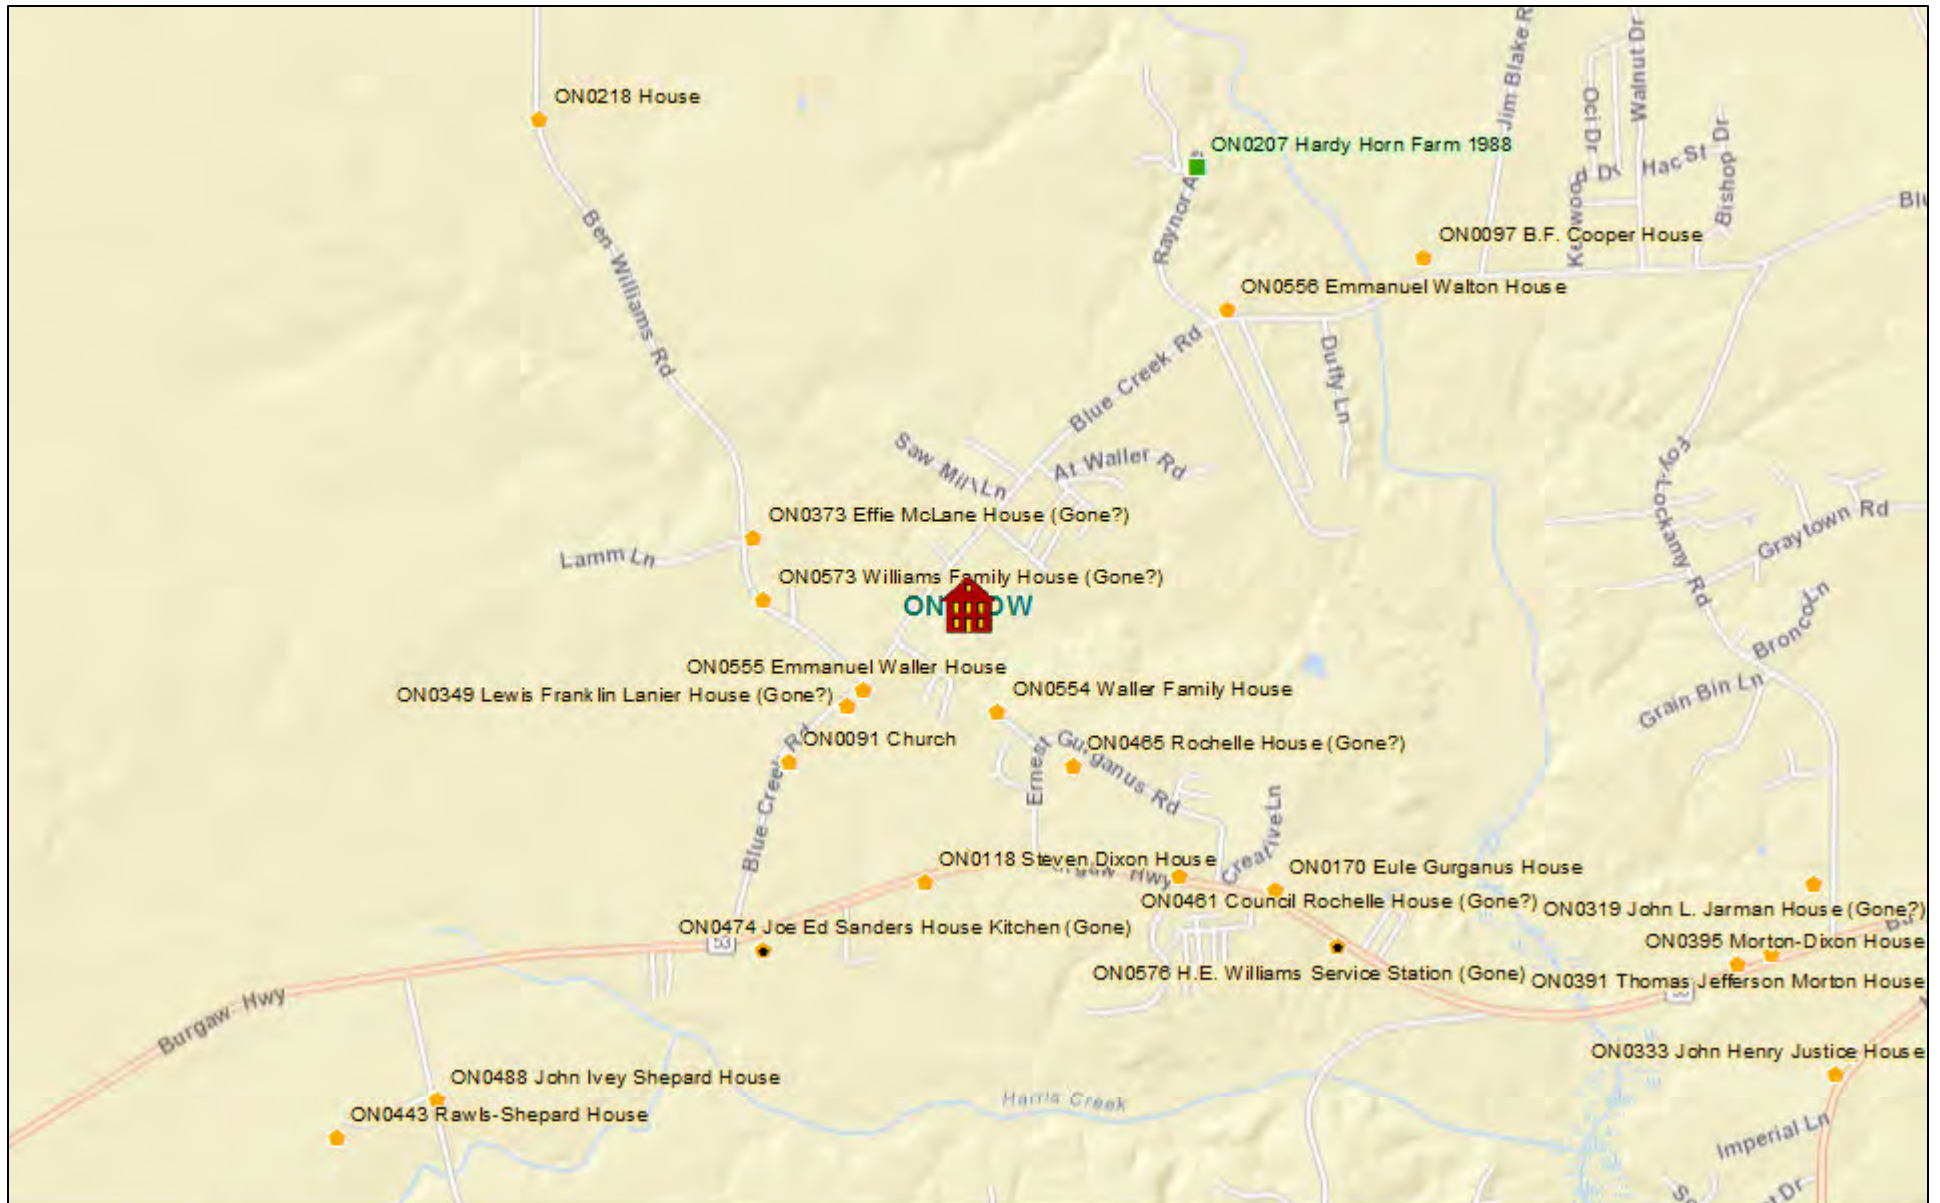 ON0218 House
Jim Blake R
Oci Dr
Walnut Dr
ON0207 Hardy Horn Farm 1988
Hac St
Bishop Dr
Raynor A
ON0097 B.F. Cooper House
Ben Williams Rd
ON0556 Emmanuel Walton House
Blue Creek Rd
Duffy Ln
Saw Mill Ln
At Waller Rd
Foy-Lockamy Rd
ON0373 Effie McLane House (Gone?)
Graytown Rd
Lamm Ln
ON0573 Williams Family House (Gone?)
Bronco Ln
ON0555 Emmanuel Waller House
ON0349 Lewis Franklin Lanier House (Gone?)
ON0554 Waller Family House
Grain Bin Ln
ON0091 Church
ON0465 Rochelle House (Gone?)
Gurganus Rd
Ernest
Blue Creek Rd
Creative Ln
ON0118 Steven Dixon House
Hwy
ON0170 Eule Gurganus House
ON0461 Council Rochelle House (Gone?)
ON0319 John L. Jarman House (Gone?)
ON0474 Joe Ed Sanders House Kitchen (Gone)
53
ON0395 Morton-Dixon House
ON0576 H.E. Williams Service Station (Gone)
ON0391 Thomas Jefferson Morton House
Burgaw Hwy
ON0333 John Henry Justice House
ON0488 John Ivey Shepard House
Harris Creek
ON0443 Rawls-Shepard House
Imperial Ln